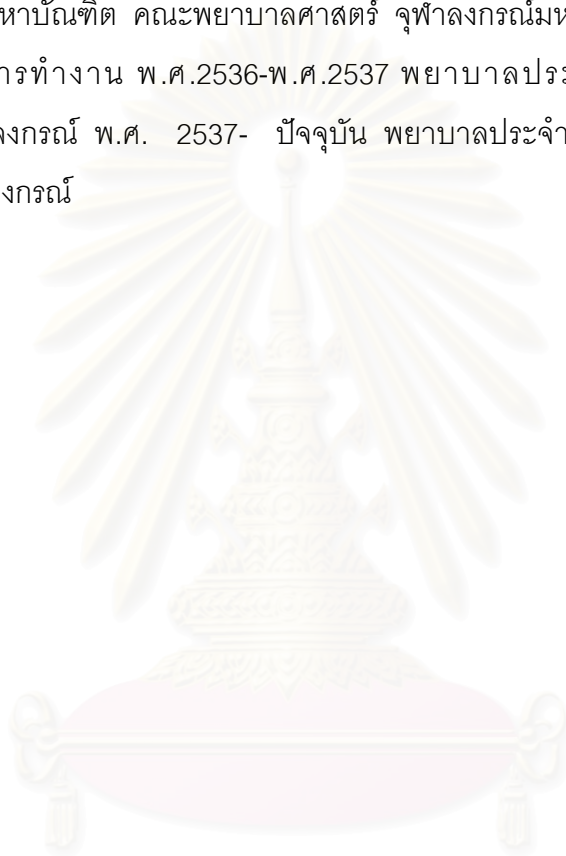 หาบัณฑิต คณะพยาบาลศาสตร์ จุฬาลงกรณ์มห
ารทำงาน พ.ศ.2536-พ.ศ.2537 พยาบาลประ
ลงกรณ์ พ.ศ. 2537- ปัจจุบัน พยาบาลประจำ
งกรณ์